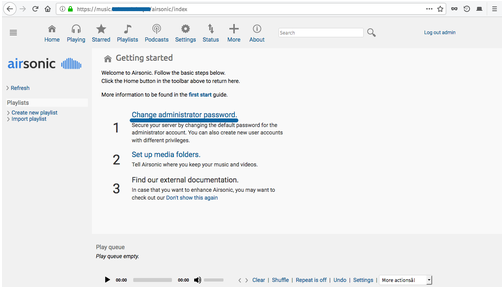 https://music. /airsonic/index
Home Playing Starred Playlists Podcasts Settings Status More About
Search
Log out admin
airsonic
Refresh
Playlists
Create new playlist
Import playlist
Getting started
Welcome to Airsonic. Follow the basic steps below.
Click the Home button in the toolbar above to return here.
More information to be found in the first start guide.
1
Change administrator password.
Secure your server by changing the default password for the
administrator account. You can also create new user accounts
with different privileges.
2
Set up media folders.
Tell Airsonic where you keep your music and videos.
3
Find our external documentation.
In case that you want to enhance Airsonic, you may want to
check out our Don't show this again
Play queue
Play queue empty.
00:00 00:00 Clear | Shuffle | Repeat is off | Undo | Settings | More actions